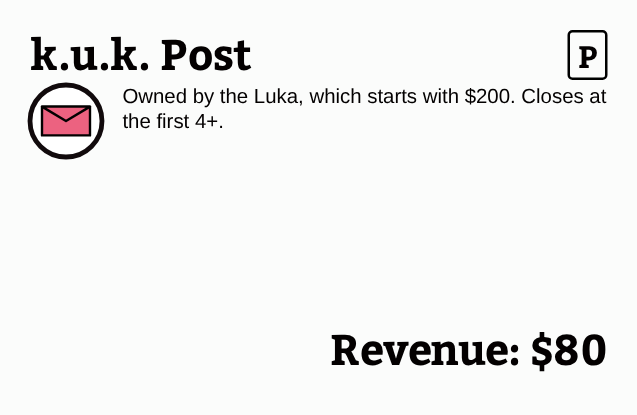 k.u.k. Post
P
Owned by the Luka, which starts with $200. Closes at
the first 4+.
Revenue: $80